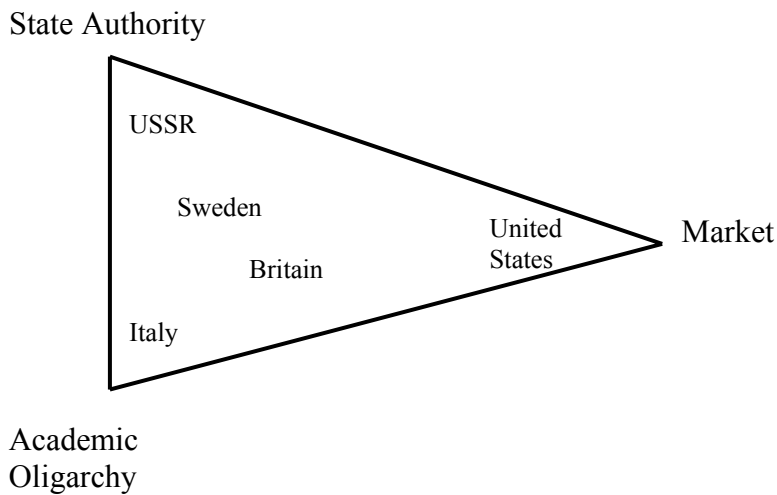 State Authority
USSR
Sweden
United
States
Market
Britain
Italy
Academic
Oligarchy